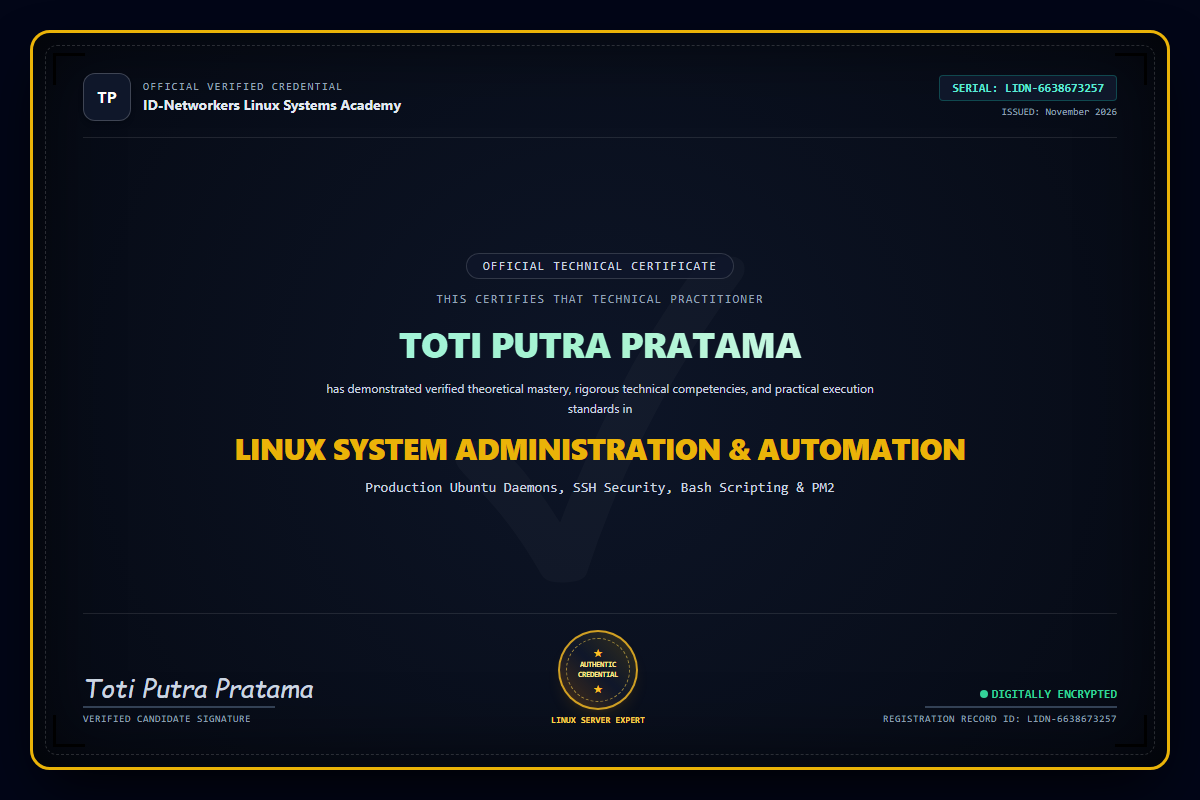 TP
OFFICIAL VERIFIED CREDENTIAL
ID-Networkers Linux Systems Academy
SERIAL: LIDN-6638673257
ISSUED: November 2026
OFFICIAL TECHNICAL CERTIFICATE
THIS CERTIFIES THAT TECHNICAL PRACTITIONER
TOTI PUTRA PRATAMA
has demonstrated verified theoretical mastery, rigorous technical competencies, and practical execution
standards in
LINUX SYSTEM ADMINISTRATION & AUTOMATION
Production Ubuntu Daemons, SSH Security, Bash Scripting & PM2
Toti Putra Pratama
VERIFIED CANDIDATE SIGNATURE
★
AUTHENTIC
CREDENTIAL
★
LINUX SERVER EXPERT
DIGITALLY ENCRYPTED
REGISTRATION RECORD ID: LIDN-6638673257